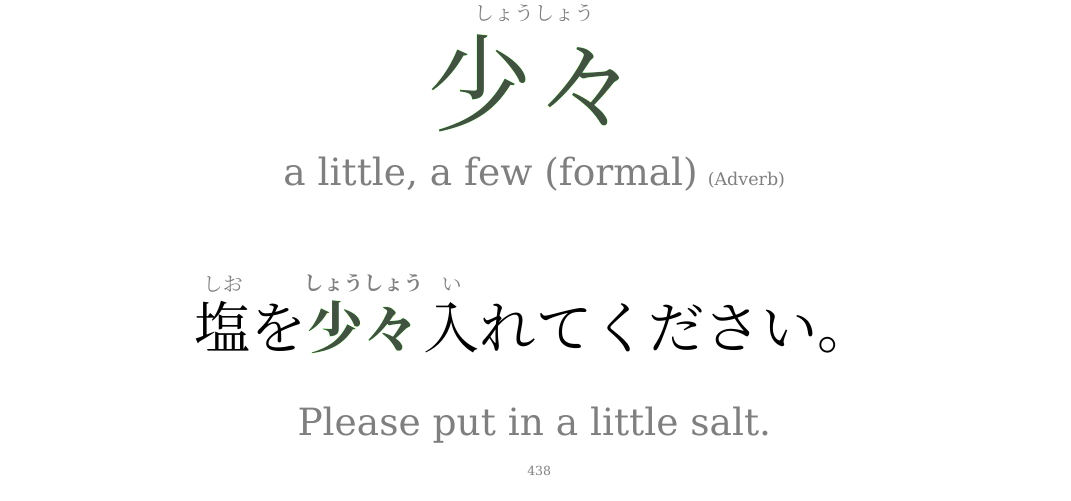 しょうしょう
少々
a little, a few (formal) (Adverb)
しお しょうしょう い
塩を少々入れてください。
Please put in a little salt.
438